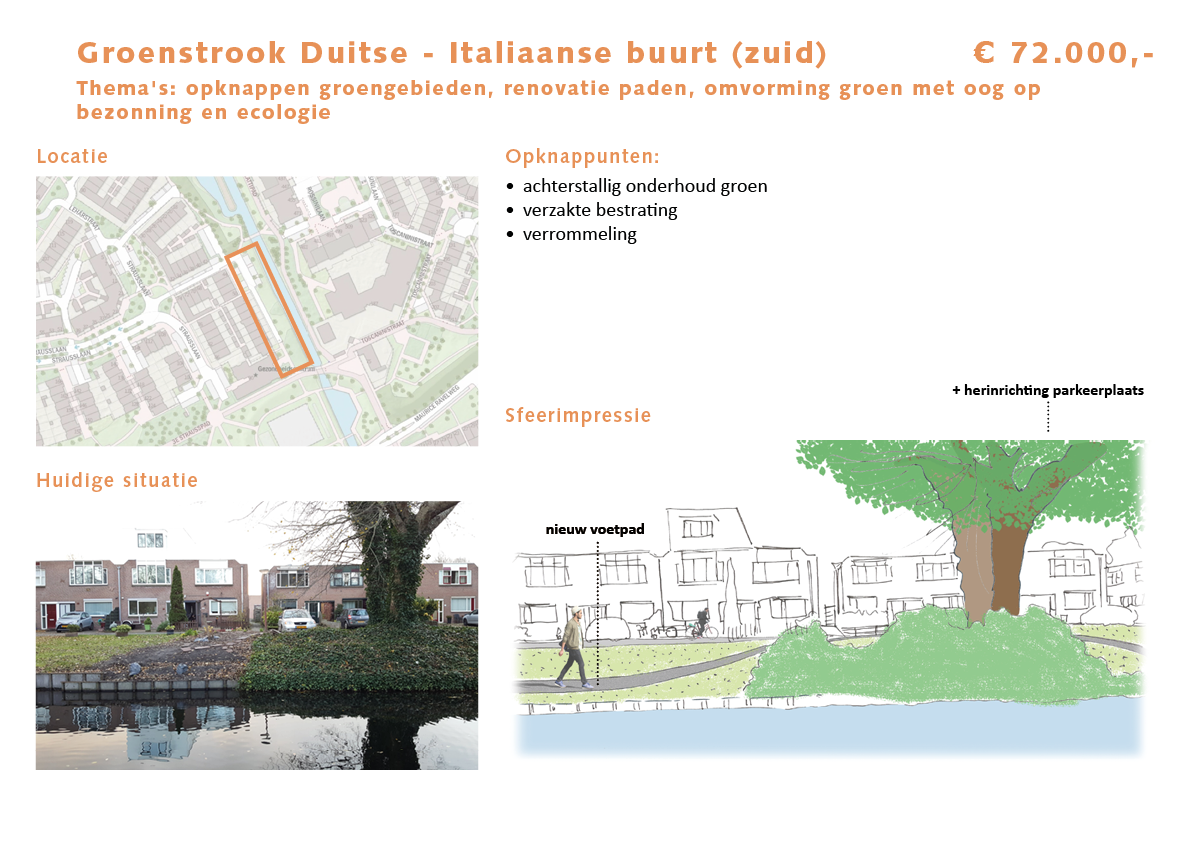 Groenstrook Duitse - Italiaanse buurt (zuid)
€ 72.000,-
Thema's: opknappen groengebieden, renovatie paden, omvorming groen met oog op
bezonning en ecologie
Locatie
LEHARSTRAAT
STRAUSSLAAN
STRAUSSLAAN
STRAUSSLAAN
TOSCANINISTRAAT
TOSCANINISTRAAT
MAURICE RAVELWEG
Huidige situatie
Opknappunten:
• achterstallig onderhoud groen
• verzakte bestrating
• verrommeling
Sfeerimpressie
+ herinrichting parkeerplaats
nieuw voetpad